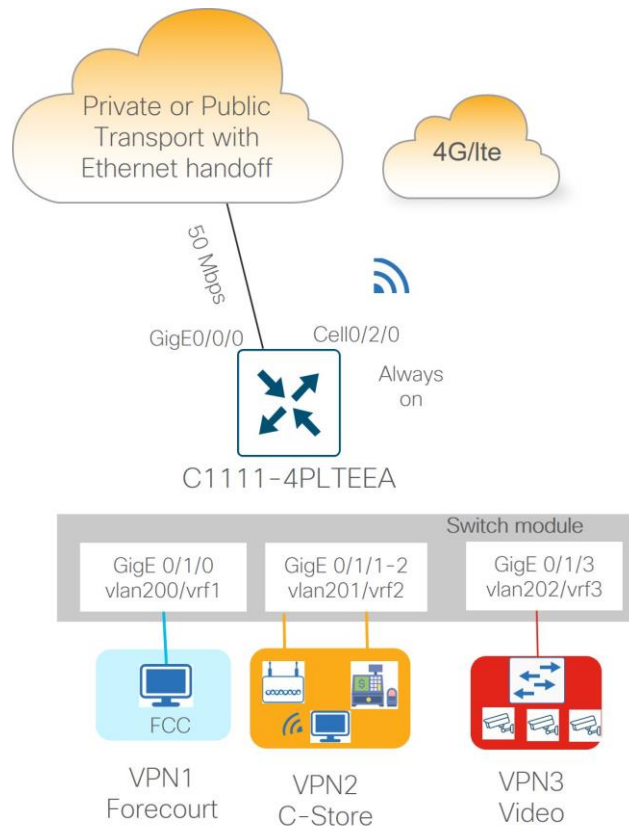 Private or Public
Transport with
Ethernet handoff
4G/lte
50 Mbps
GigE0/0/0
Cell0/2/0
Always
on
C1111-4PLTEEA
Switch module
GigE 0/1/0
vlan200/vrf1
GigE 0/1/1-2
vlan201/vrf2
GigE 0/1/3
vlan202/vrf3
FCC
$
VPN1
Forecourt
VPN2
C-Store
VPN3
Video